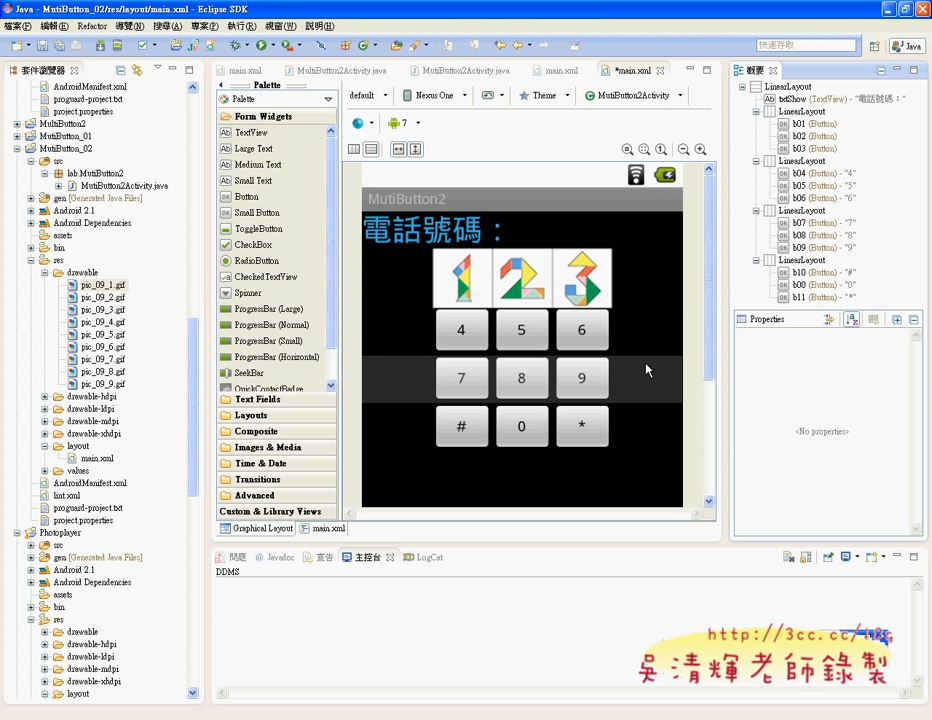 Java - MutiButton_02/res/layout/main.xml - Eclipse SDK
檔案(F) 編輯(E) Refactor 導覽(N) 搜尋(A) 專案(P) 執行(R) 視窗(W) 說明(H)
快速存取
Java
套件瀏覽器
AndroidManifest.xml
proguard-project.txt
project.properties
MultiButton2
MutiButton_01
MutiButton_02
src
lab.MutiButton2
MutiButton2Activity.java
gen [Generated Java Files]
Android 2.1
Android Dependencies
assets
bin
res
drawable
pic_09_1.gif
pic_09_2.gif
pic_09_3.gif
pic_09_4.gif
pic_09_5.gif
pic_09_6.gif
pic_09_7.gif
pic_09_8.gif
pic_09_9.gif
drawable-hdpi
drawable-ldpi
drawable-mdpi
drawable-xhdpi
layout
main.xml
values
AndroidManifest.xml
lint.xml
proguard-project.txt
project.properties
Photoplayer
src
gen [Generated Java Files]
Android 2.1
Android Dependencies
assets
bin
res
drawable
drawable-hdpi
drawable-ldpi
drawable-mdpi
drawable-xhdpi
layout
main.xml
MultiButton2Activity.java
MutiButton2Activity.java
main.xml
*main.xml
Palette
Palette
Form Widgets
TextView
Large Text
Medium Text
Small Text
Button
Small Button
ToggleButton
CheckBox
RadioButton
CheckedTextView
Spinner
ProgressBar (Large)
ProgressBar (Normal)
ProgressBar (Small)
ProgressBar (Horizontal)
SeekBar
QuickContactBadge
Text Fields
Layouts
Composite
Images & Media
Time & Date
Transitions
Advanced
Custom & Library Views
Graphical Layout main.xml
default Nexus One Theme MutiButton2Activity
7
MutiButton2
電話號碼：
1 2 3
4 5 6
7 8 9
# 0 *
概要
LinearLayout
txtShow (TextView) - "電話號碼："
LinearLayout
b01 (Button)
b02 (Button)
b03 (Button)
LinearLayout
b04 (Button) - "4"
b05 (Button) - "5"
b06 (Button) - "6"
LinearLayout
b07 (Button) - "7"
b08 (Button) - "8"
b09 (Button) - "9"
LinearLayout
b10 (Button) - "#"
b00 (Button) - "0"
b11 (Button) - "*"
Properties
<No properties>
問題 @ Javadoc 宣告 主控台 LogCat
DDMS
吳清輝老師錄製